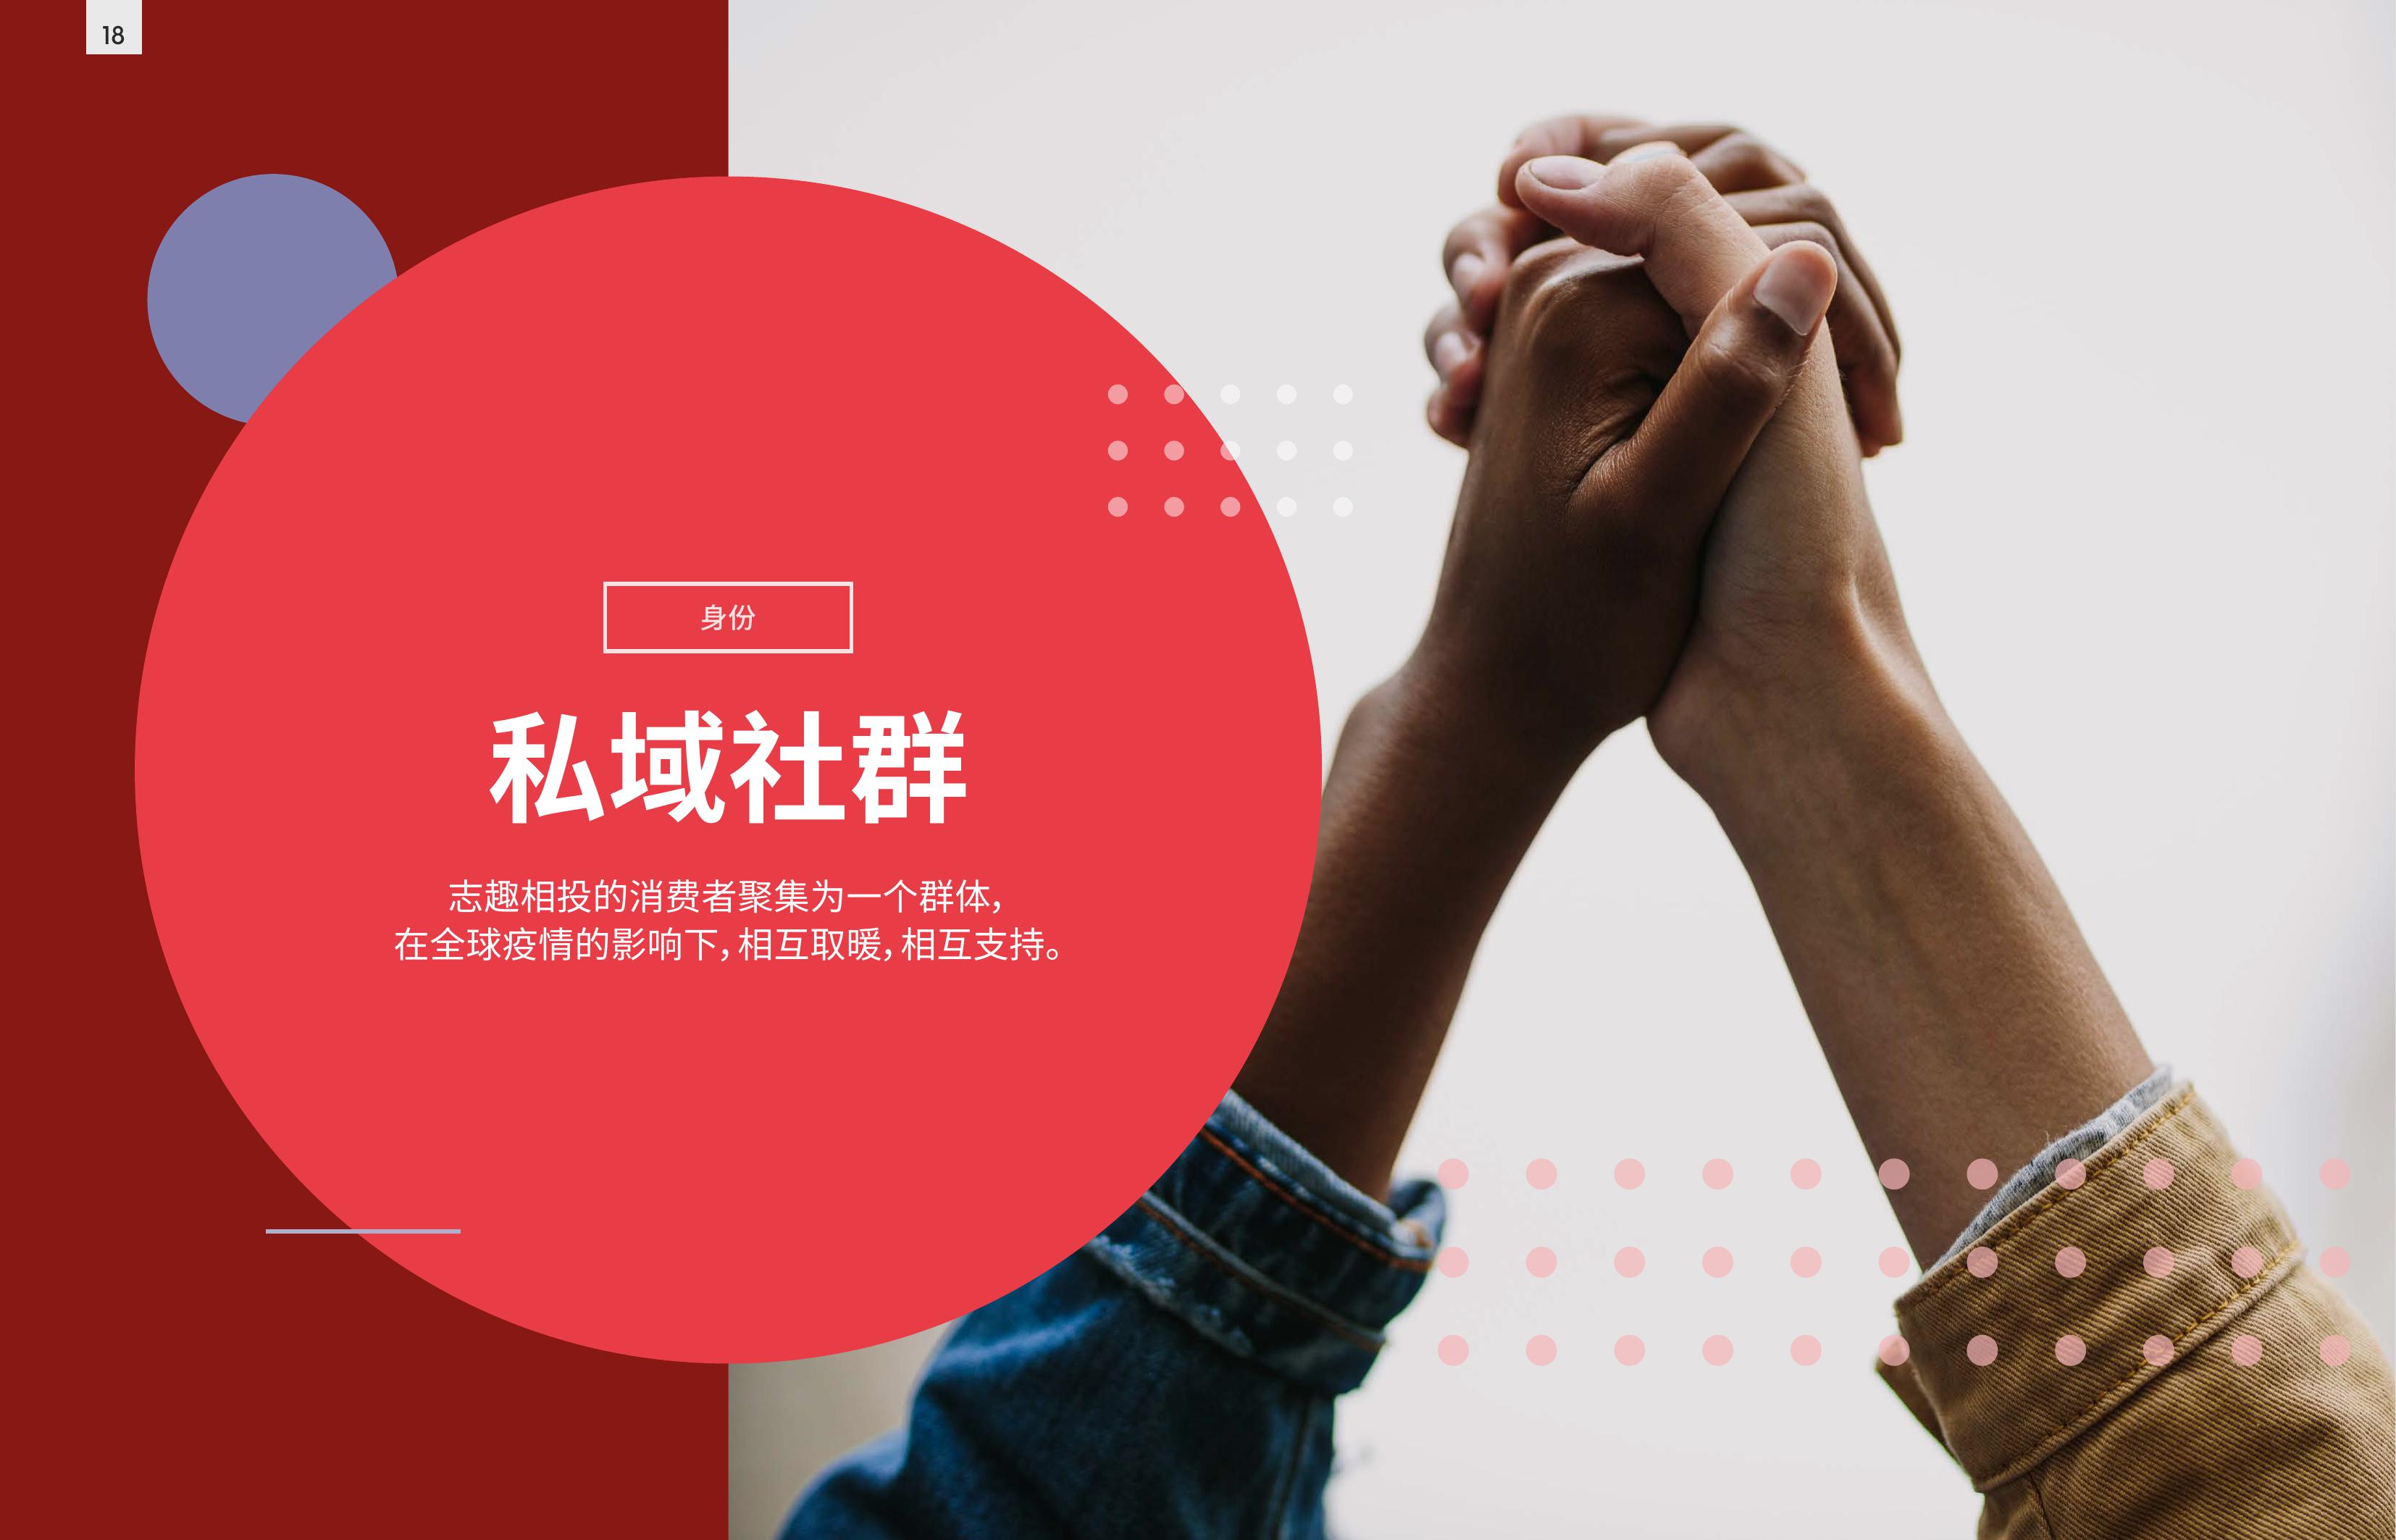 18
身份
私域社群
志趣相投的消费者聚集为一个群体，
在全球疫情的影响下，相互取暖，相互支持。